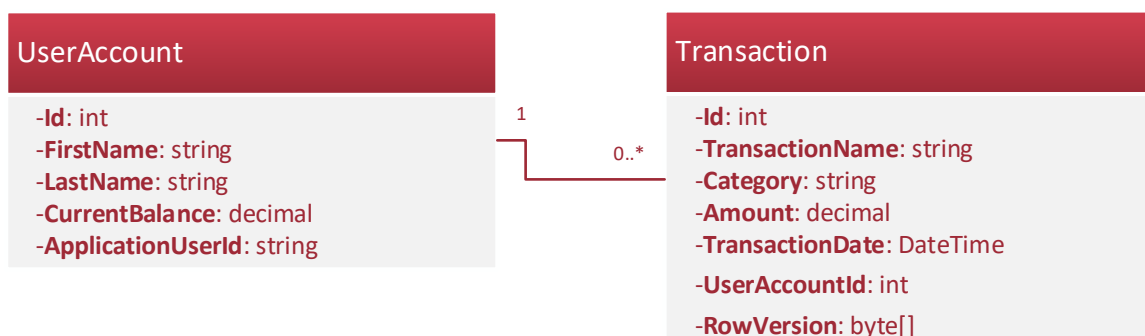 UserAccount
-Id: int
-FirstName: string
-LastName: string
-CurrentBalance: decimal
-ApplicationUserId: string
1
0..*
Transaction
-Id: int
-TransactionName: string
-Category: string
-Amount: decimal
-TransactionDate: DateTime
-UserAccountId: int
-RowVersion: byte[]